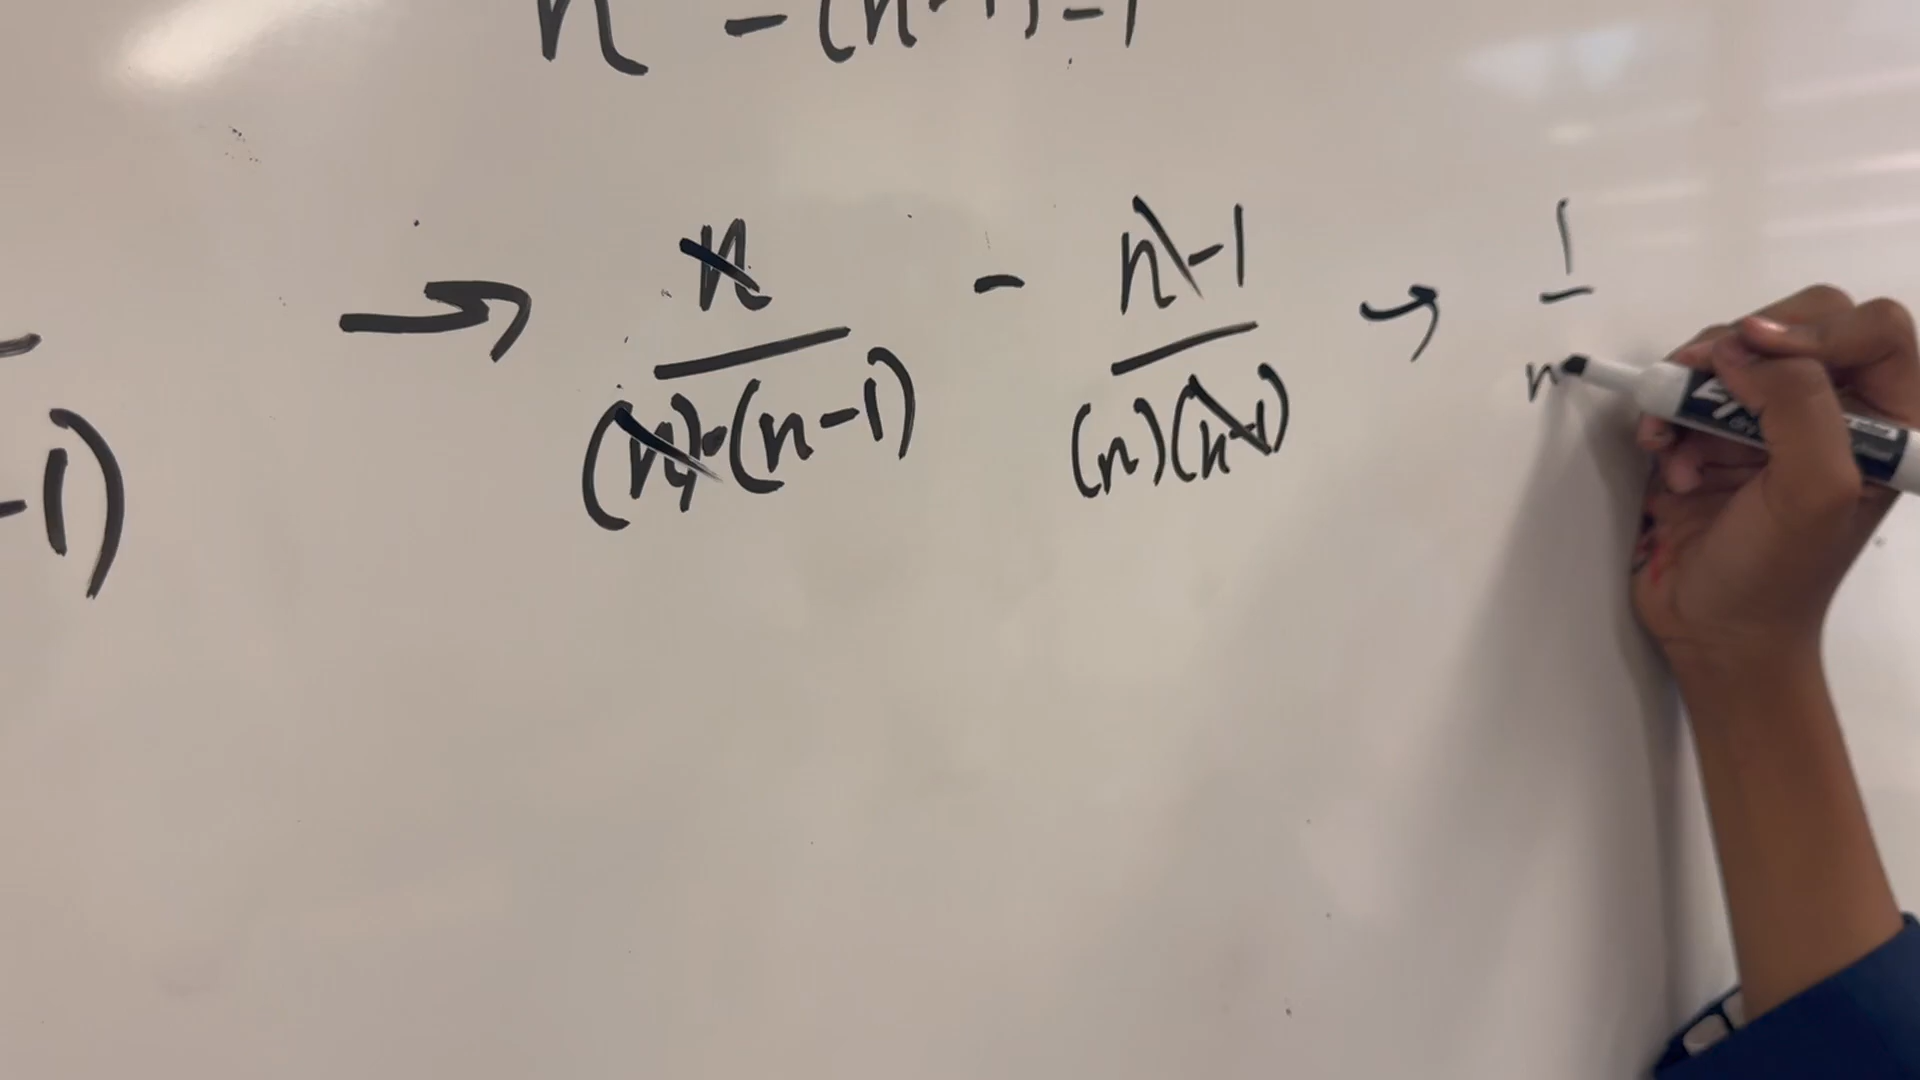 n - (n-1) = 1
-1) → n/((n)·(n-1)) - (n-1)/((n)(n-1)) → 1/n